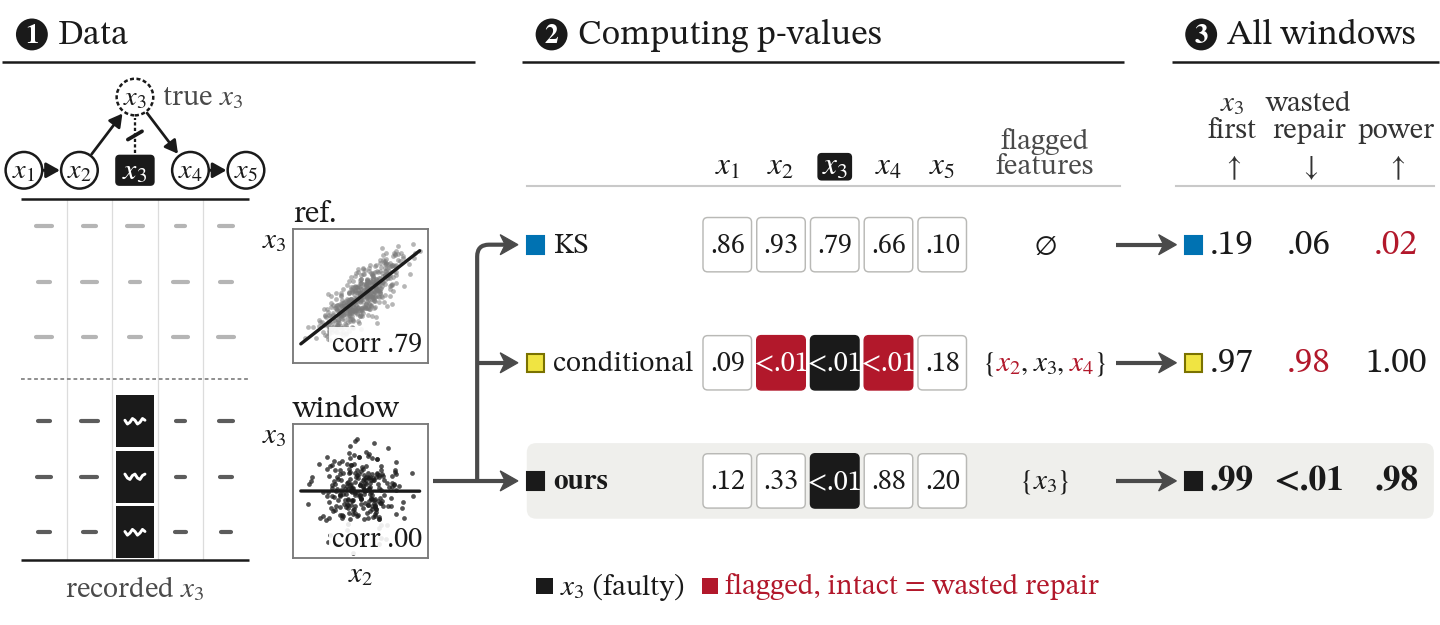 1 Data
2 Computing p-values
3 All windows
x3 true x3
x1 x2 x3 x4 x5
ref.
x3
corr .79
window
x3
corr .00
x2
recorded x3
x1 x2 x3 x4 x5 flagged features
x3 first ↑ wasted repair ↓ power ↑
KS .86 .93 .79 .66 .10 ∅ .19 .06 .02
conditional .09 <.01 <.01 <.01 .18 {x2, x3, x4} .97 .98 1.00
ours .12 .33 <.01 .88 .20 {x3} .99 <.01 .98
x3 (faulty) flagged, intact = wasted repair